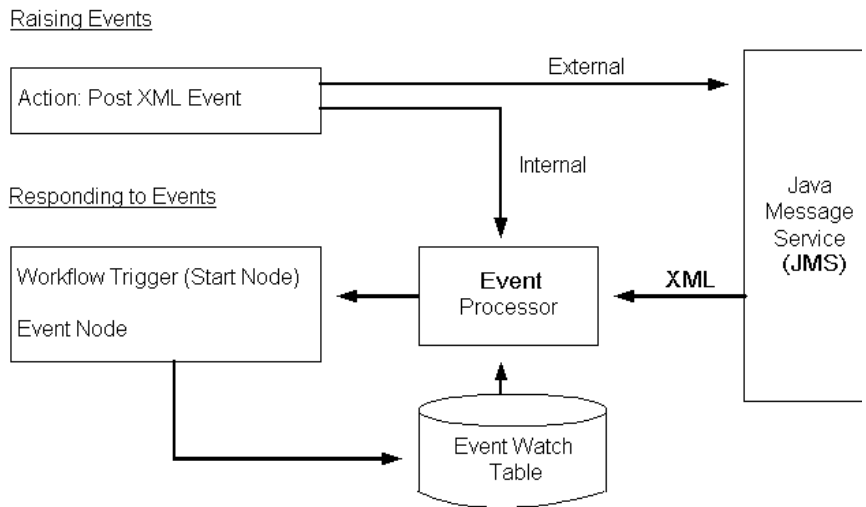 Raising Events
External
Action: Post XML Event
Internal
Responding to Events
Java
Message
Service
(JMS)
Workflow Trigger (Start Node)
Event Node
Event
Processor
XML
Event Watch
Table